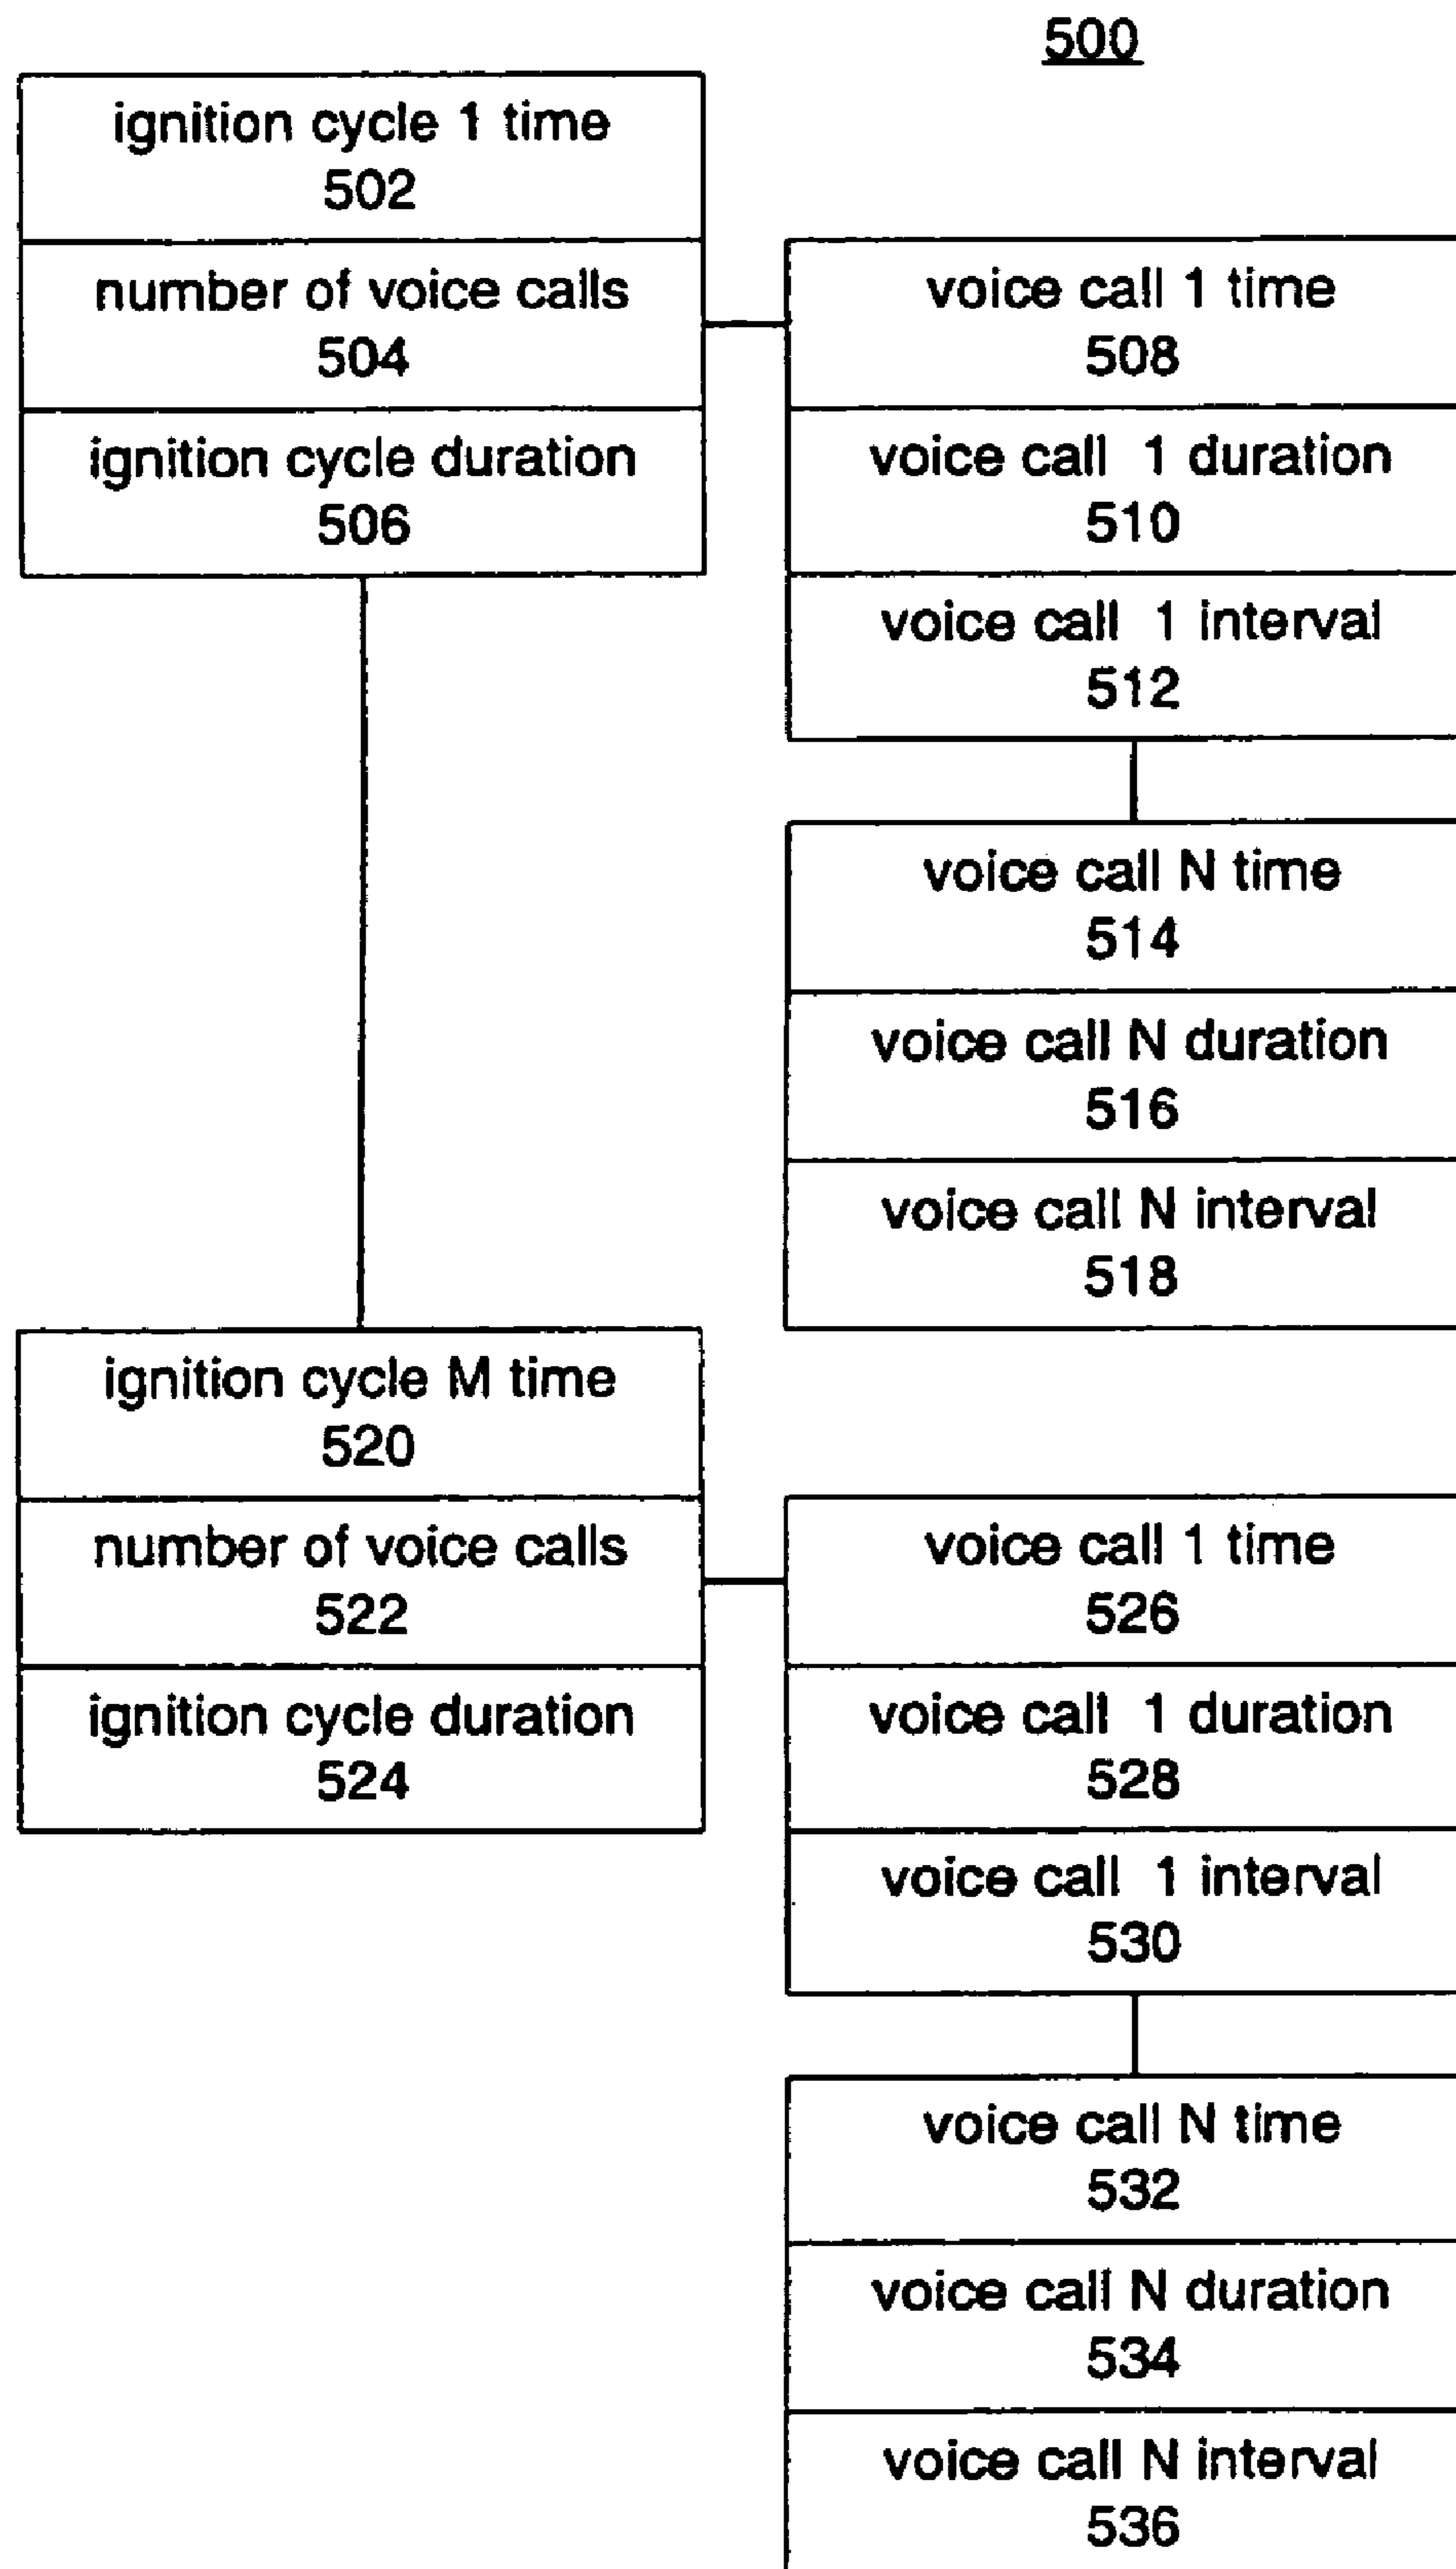 500
ignition cycle 1 time
502
number of voice calls
504
ignition cycle duration
506
voice call 1 time
508
voice call 1 duration
510
voice call 1 interval
512
voice call N time
514
voice call N duration
516
voice call N interval
518
ignition cycle M time
520
number of voice calls
522
ignition cycle duration
524
voice call 1 time
526
voice call 1 duration
528
voice call 1 interval
530
voice call N time
532
voice call N duration
534
voice call N interval
536